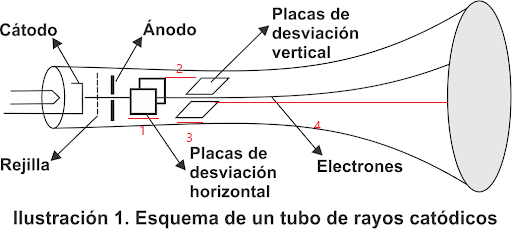 Placas de
desviación
vertical
Cátodo
Ánodo
2
1
3
4
Rejilla
Placas de
desviación
horizontal
Electrones
Ilustración 1. Esquema de un tubo de rayos catódicos